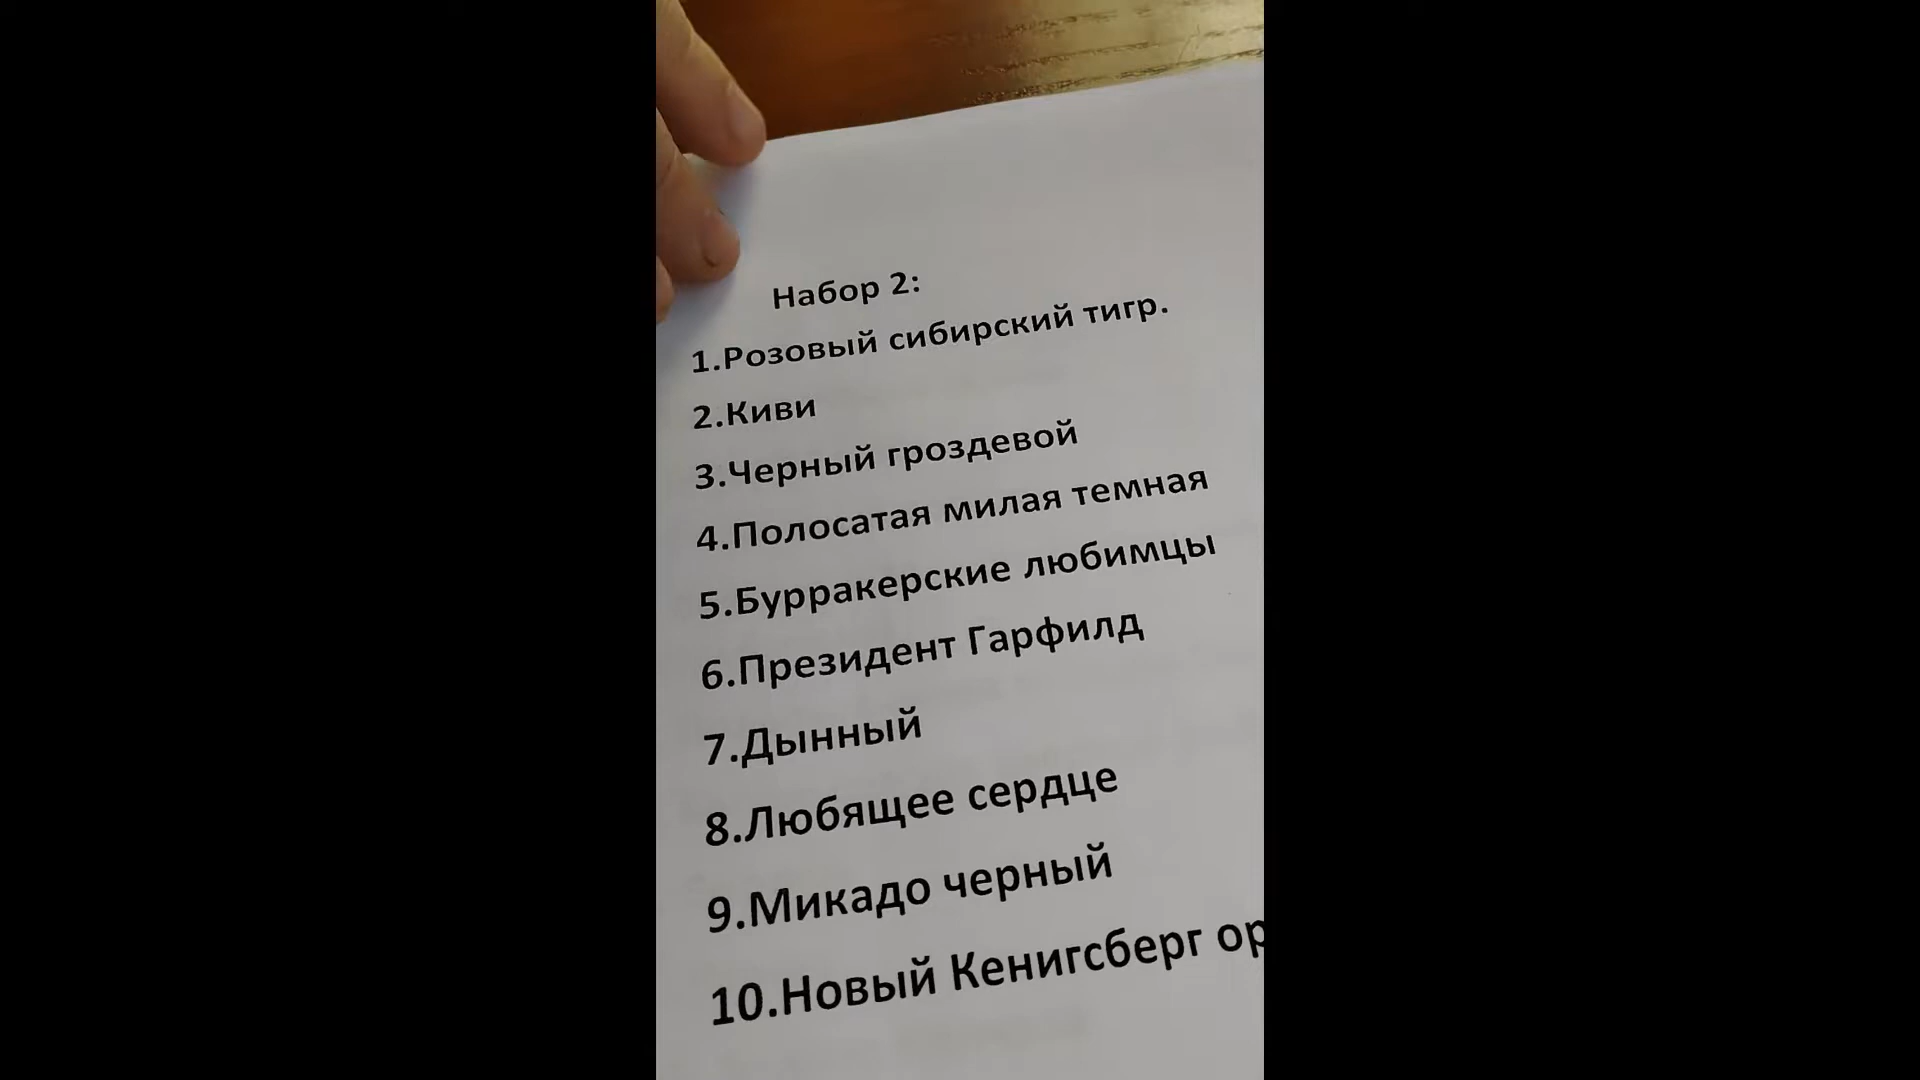 Набор 2:
1.Розовый сибирский тигр.
2.Киви
3.Черный гроздевой
4.Полосатая милая темная
5.Бурракерские любимцы
6.Президент Гарфилд
7.Дынный
8.Любящее сердце
9.Микадо черный
10.Новый Кенигсберг